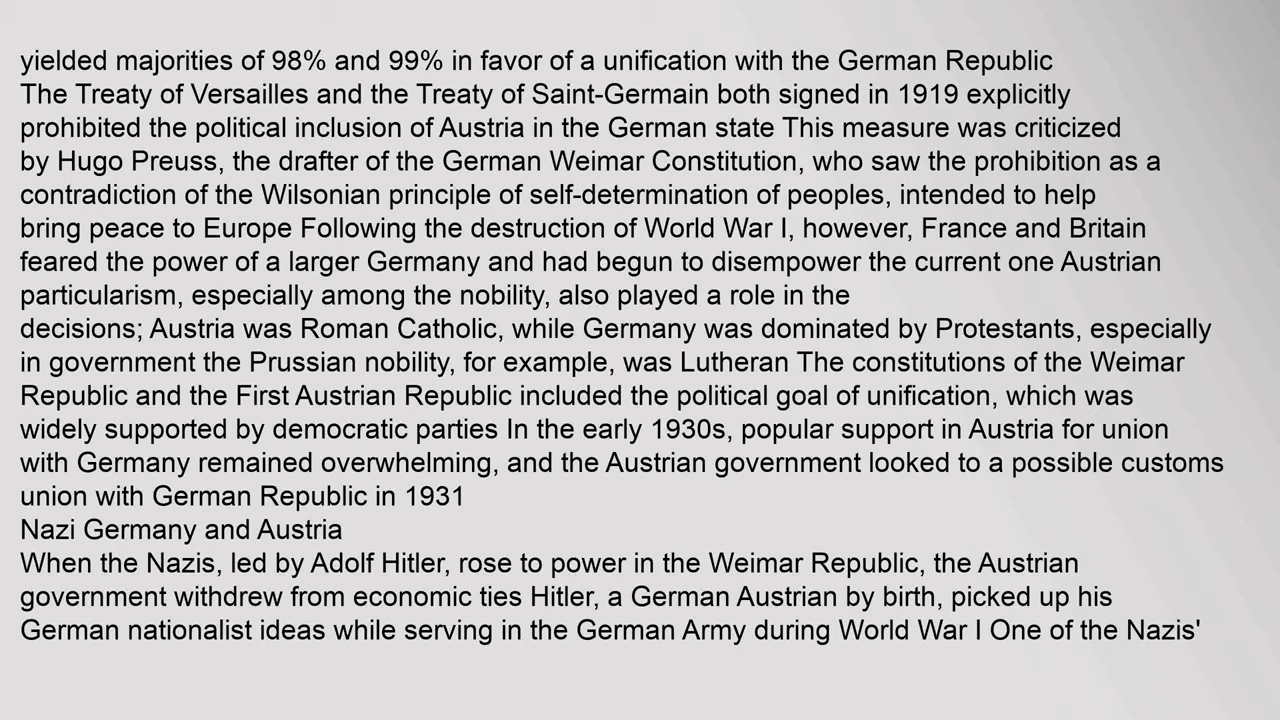 yielded majorities of 98% and 99% in favor of a unification with the German Republic
The Treaty of Versailles and the Treaty of Saint-Germain both signed in 1919 explicitly
prohibited the political inclusion of Austria in the German state This measure was criticized
by Hugo Preuss, the drafter of the German Weimar Constitution, who saw the prohibition as a
contradiction of the Wilsonian principle of self-determination of peoples, intended to help
bring peace to Europe Following the destruction of World War I, however, France and Britain
feared the power of a larger Germany and had begun to disempower the current one Austrian
particularism, especially among the nobility, also played a role in the
decisions; Austria was Roman Catholic, while Germany was dominated by Protestants, especially
in government the Prussian nobility, for example, was Lutheran The constitutions of the Weimar
Republic and the First Austrian Republic included the political goal of unification, which was
widely supported by democratic parties In the early 1930s, popular support in Austria for union
with Germany remained overwhelming, and the Austrian government looked to a possible customs
union with German Republic in 1931
Nazi Germany and Austria
When the Nazis, led by Adolf Hitler, rose to power in the Weimar Republic, the Austrian
government withdrew from economic ties Hitler, a German Austrian by birth, picked up his
German nationalist ideas while serving in the German Army during World War I One of the Nazis'